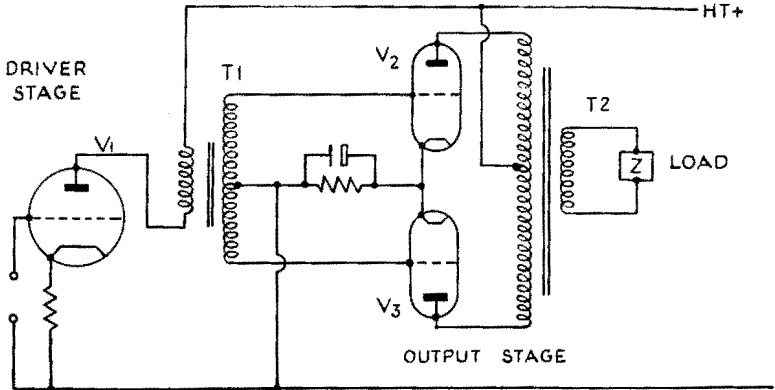 HT+
DRIVER
STAGE
V1
T1
V2
T2
Z
LOAD
V3
OUTPUT STAGE